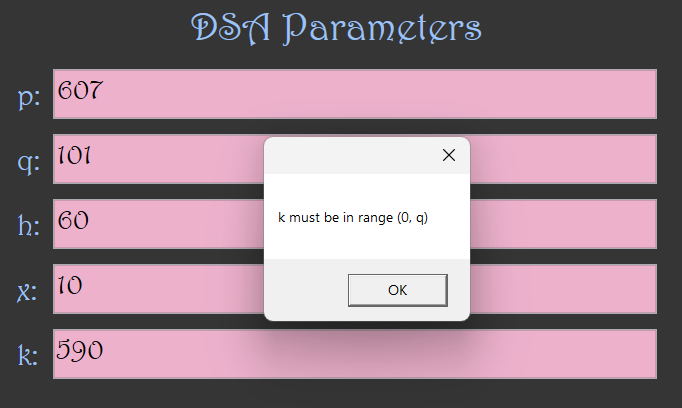 DSA Parameters
p: 607
q: 101
k must be in range (0, q)
h: 60
x: 10
OK
k: 590